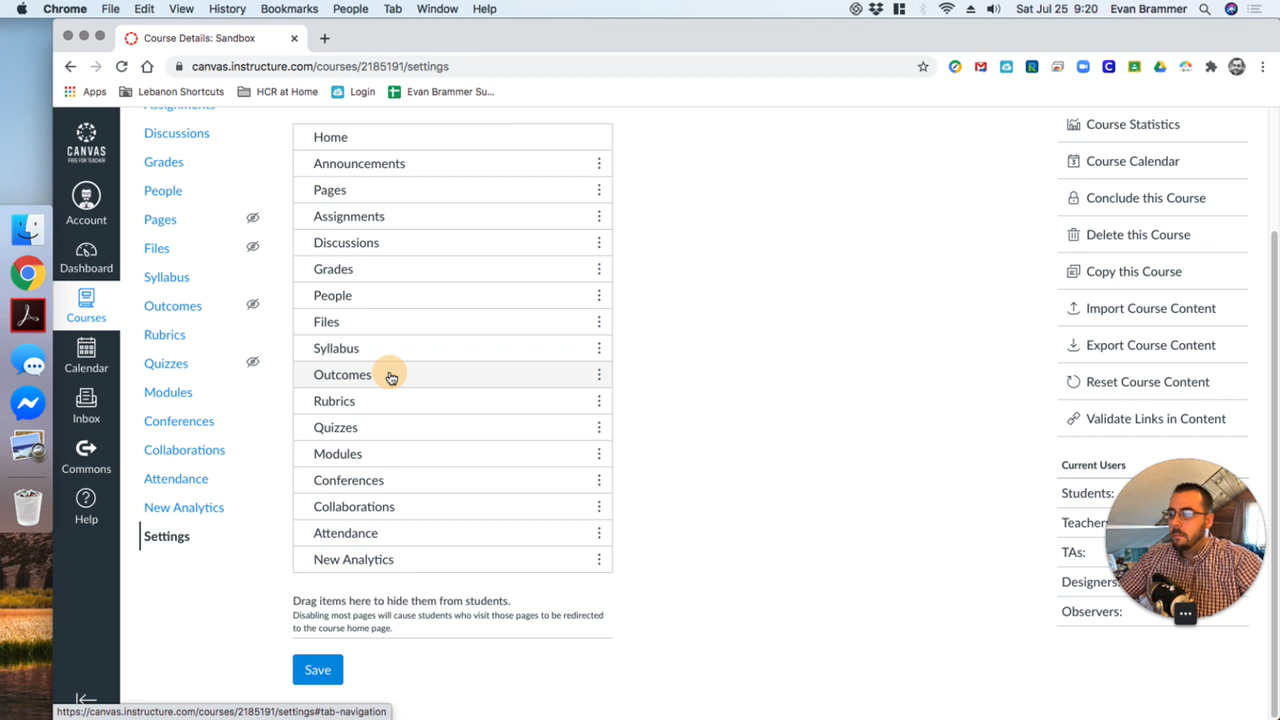 Chrome File Edit View History Bookmarks People Tab Window Help Sat Jul 25 9:20 Evan Brammer
Course Details: Sandbox
canvas.instructure.com/courses/2185191/settings
Apps Lebanon Shortcuts HCR at Home Login Evan Brammer Su...
CANVAS
FREE FOR TEACHER
Account
Dashboard
Courses
Calendar
Inbox
Commons
Help
Assignments
Discussions
Grades
People
Pages
Files
Syllabus
Outcomes
Rubrics
Quizzes
Modules
Conferences
Collaborations
Attendance
New Analytics
Settings
Home
Announcements
Pages
Assignments
Discussions
Grades
People
Files
Syllabus
Outcomes
Rubrics
Quizzes
Modules
Conferences
Collaborations
Attendance
New Analytics
Drag items here to hide them from students.
Disabling most pages will cause students who visit those pages to be redirected
to the course home page.
Save
Course Statistics
Course Calendar
Conclude this Course
Delete this Course
Copy this Course
Import Course Content
Export Course Content
Reset Course Content
Validate Links in Content
Current Users
Students:
Teachers
TAs:
Designers:
Observers:
https://canvas.instructure.com/courses/2185191/settings#tab-navigation